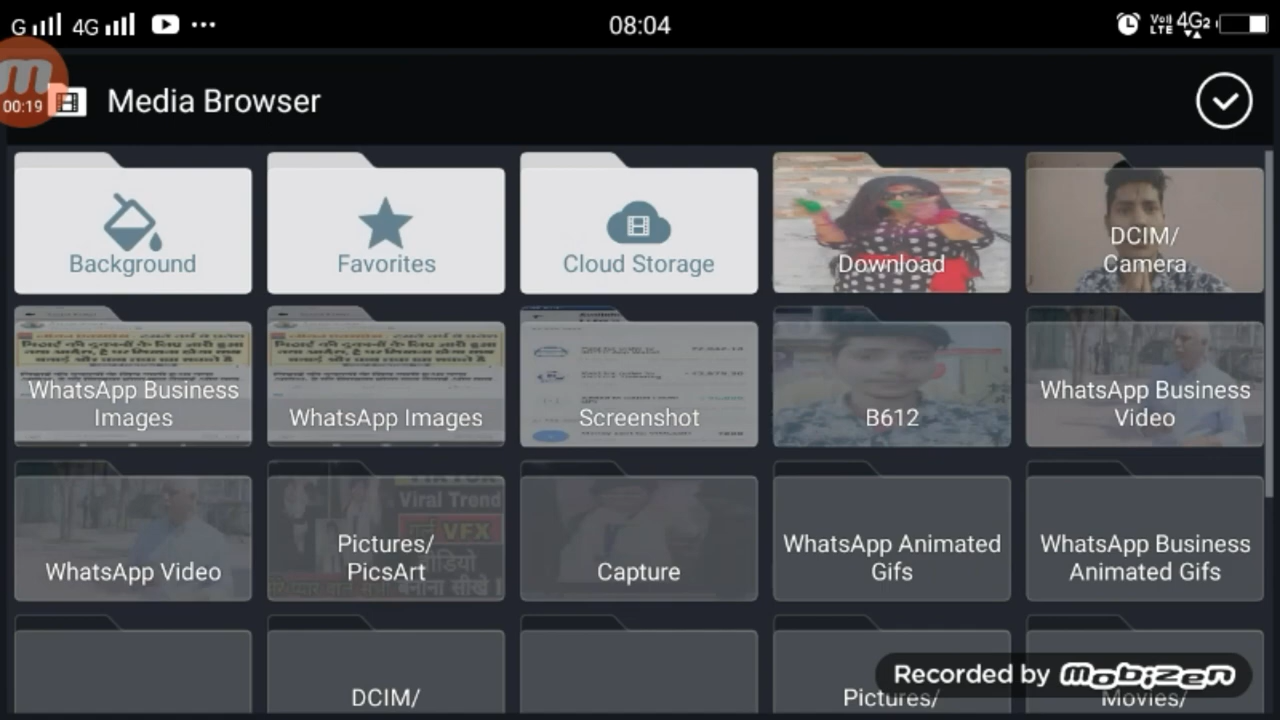 G 4G 08:04 VoLTE 4G2
00:19
Media Browser
Background
Favorites
Cloud Storage
Download
DCIM/
Camera
WhatsApp Business
Images
WhatsApp Images
Screenshot
B612
WhatsApp Business
Video
WhatsApp Video
Viral Trend
VFX
बनाना सीखे
Pictures/
PicsArt
Capture
WhatsApp Animated
Gifs
WhatsApp Business
Animated Gifs
DCIM/
Pictures/
Movies/
Recorded by mobizen